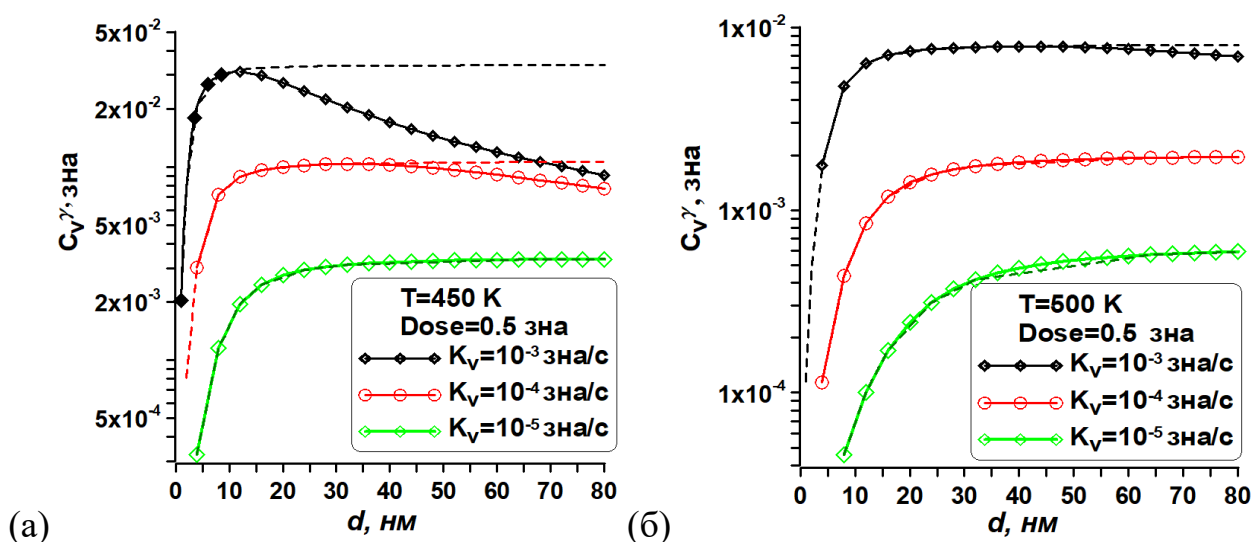 5x10⁻²
2x10⁻²
5x10⁻³
2x10⁻³
5x10⁻⁴
Cᵥ^γ, зна
T=450 K
Dose=0.5 зна
Kᵥ=10⁻³ зна/с
Kᵥ=10⁻⁴ зна/с
Kᵥ=10⁻⁵ зна/с
0 10 20 30 40 50 60 70 80
d, нм
(а)
1x10⁻²
1x10⁻³
1x10⁻⁴
Cᵥ^γ, зна
T=500 K
Dose=0.5 зна
Kᵥ=10⁻³ зна/с
Kᵥ=10⁻⁴ зна/с
Kᵥ=10⁻⁵ зна/с
0 10 20 30 40 50 60 70 80
d, нм
(б)